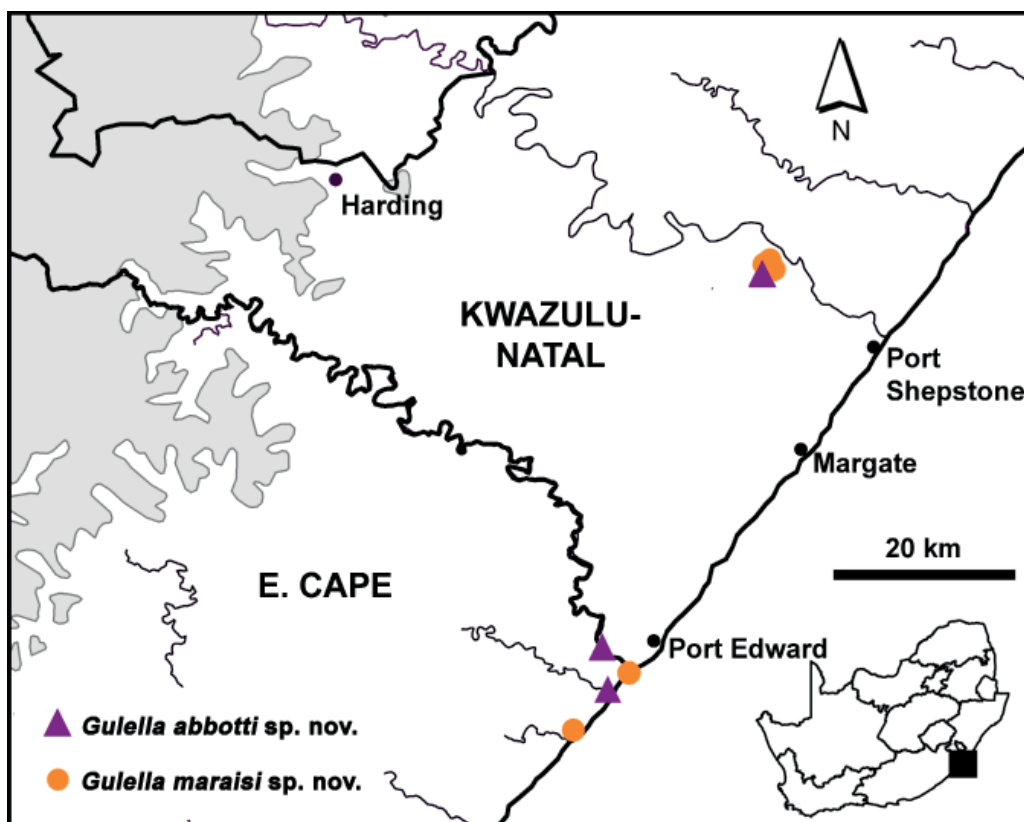 N
Harding
KWAZULU-
NATAL
Port
Shepstone
Margate
20 km
E. CAPE
Port Edward
Gulella abbotti sp. nov.
Gulella maraisi sp. nov.